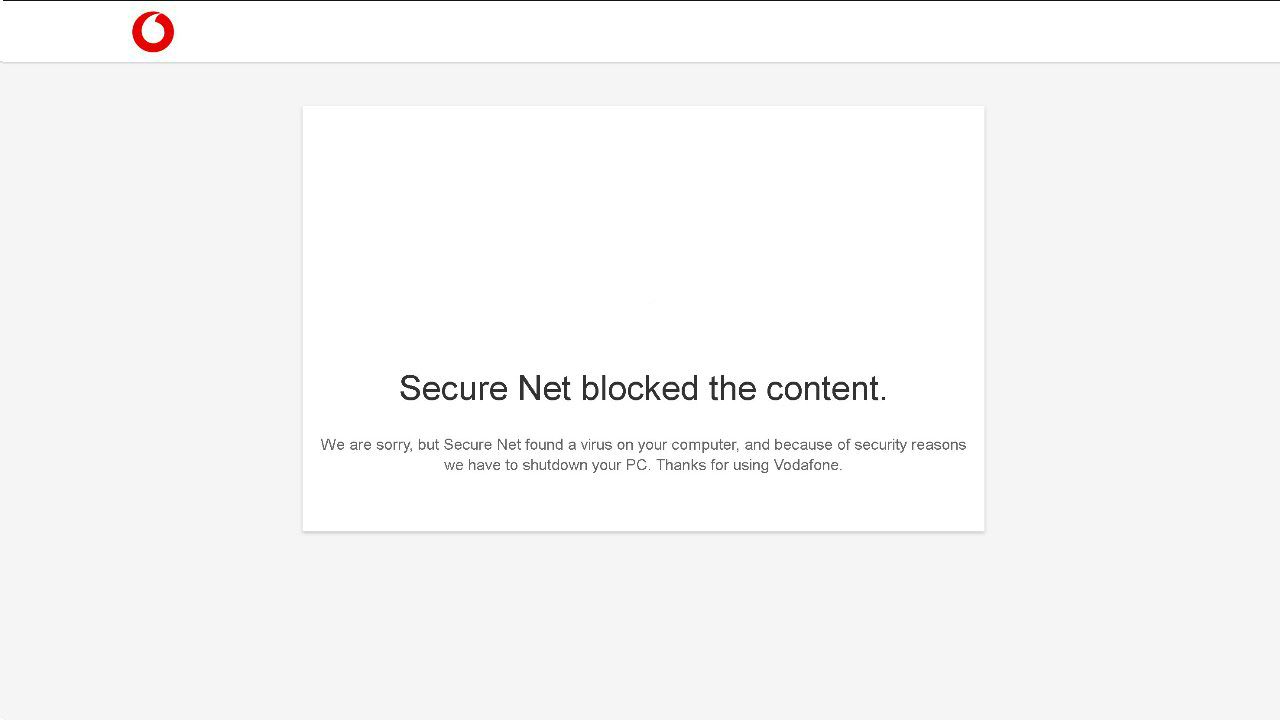 Secure Net blocked the content.
We are sorry, but Secure Net found a virus on your computer, and because of security reasons
we have to shutdown your PC. Thanks for using Vodafone.